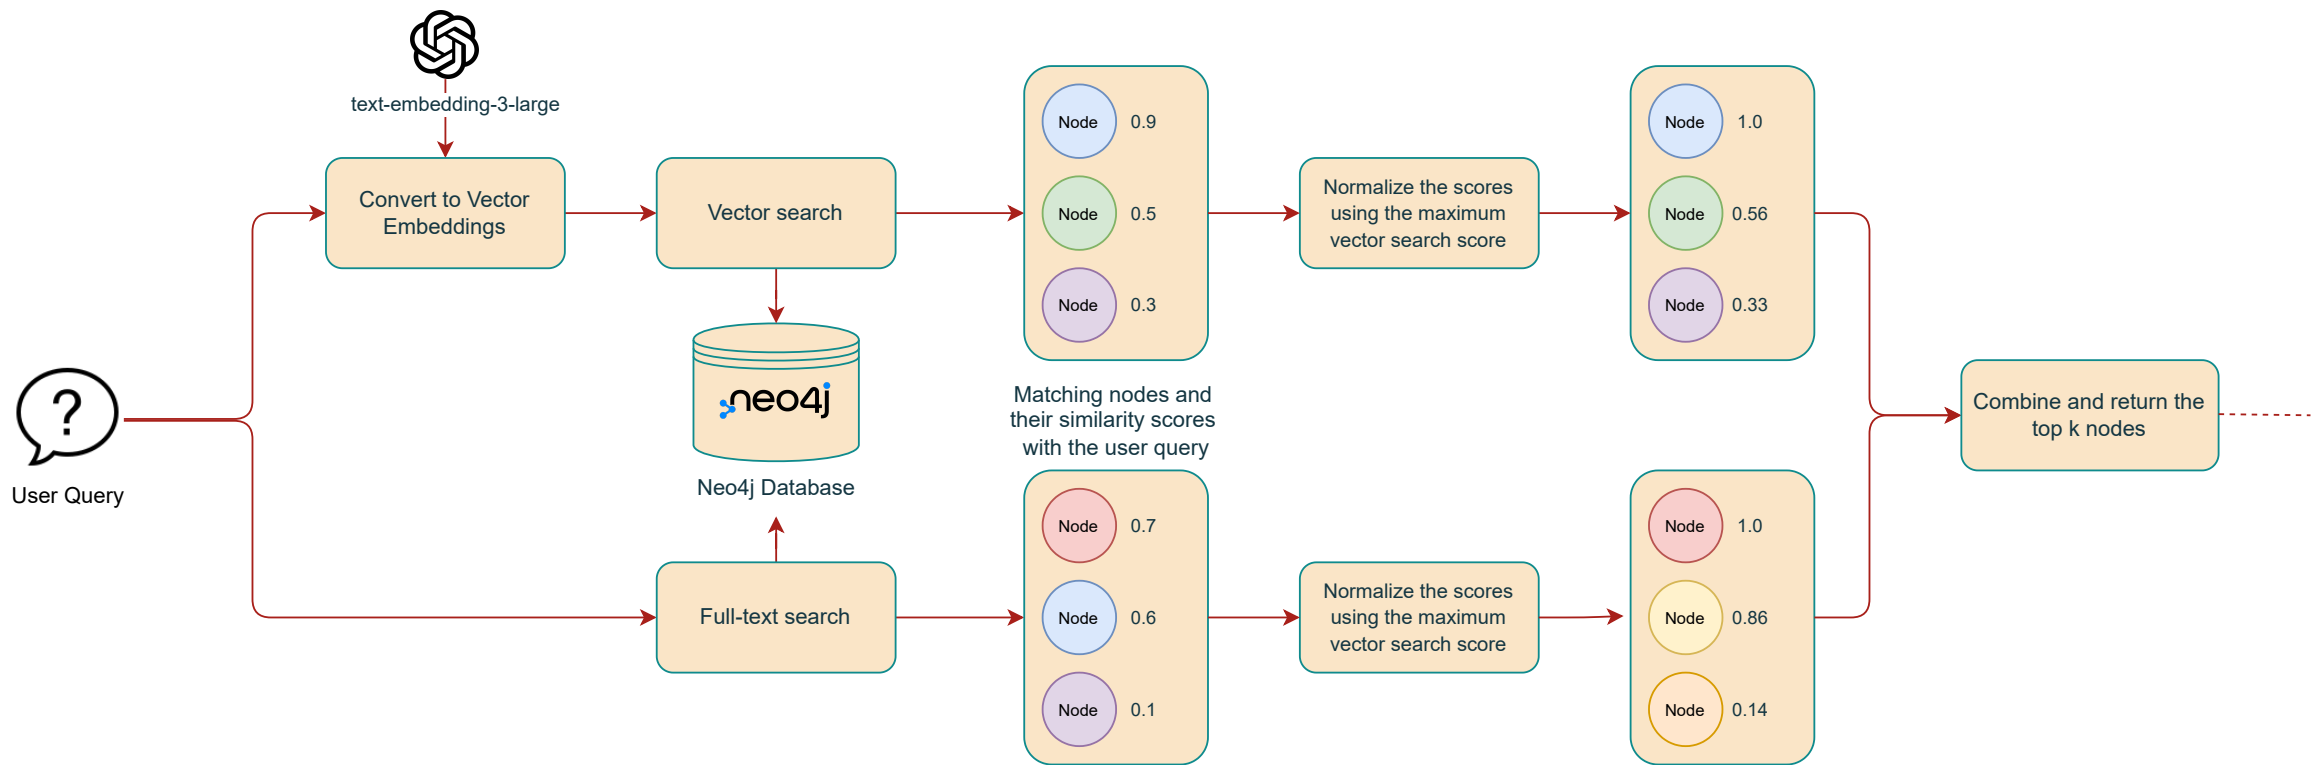 text-embedding-3-large
Convert to Vector
Embeddings
Vector search
Node 0.9
Node 0.5
Node 0.3
Normalize the scores
using the maximum
vector search score
Node 1.0
Node 0.56
Node 0.33
User Query
neo4j
Neo4j Database
Matching nodes and
their similarity scores
with the user query
Full-text search
Node 0.7
Node 0.6
Node 0.1
Normalize the scores
using the maximum
vector search score
Node 1.0
Node 0.86
Node 0.14
Combine and return the
top k nodes